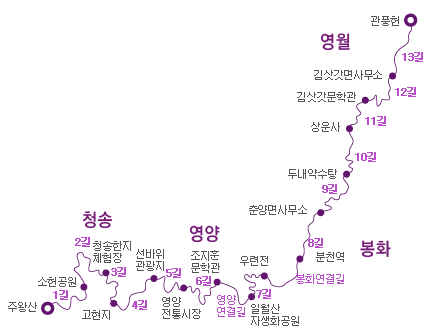 관풍헌
영월
13길
김삿갓면사무소
12길
김삿갓문학관
11길
상운사
10길
두내약수탕
9길
춘양면사무소
8길
봉화
분천역
봉화연결길
우련전
7길
일월산
자생화공원
영양
연결길
영양
조지훈
문학관
6길
5길
영양
전통시장
선바위
관광지
4길
청송
2길
청송한지
체험장
3길
고현지
소헌공원
1길
주왕산